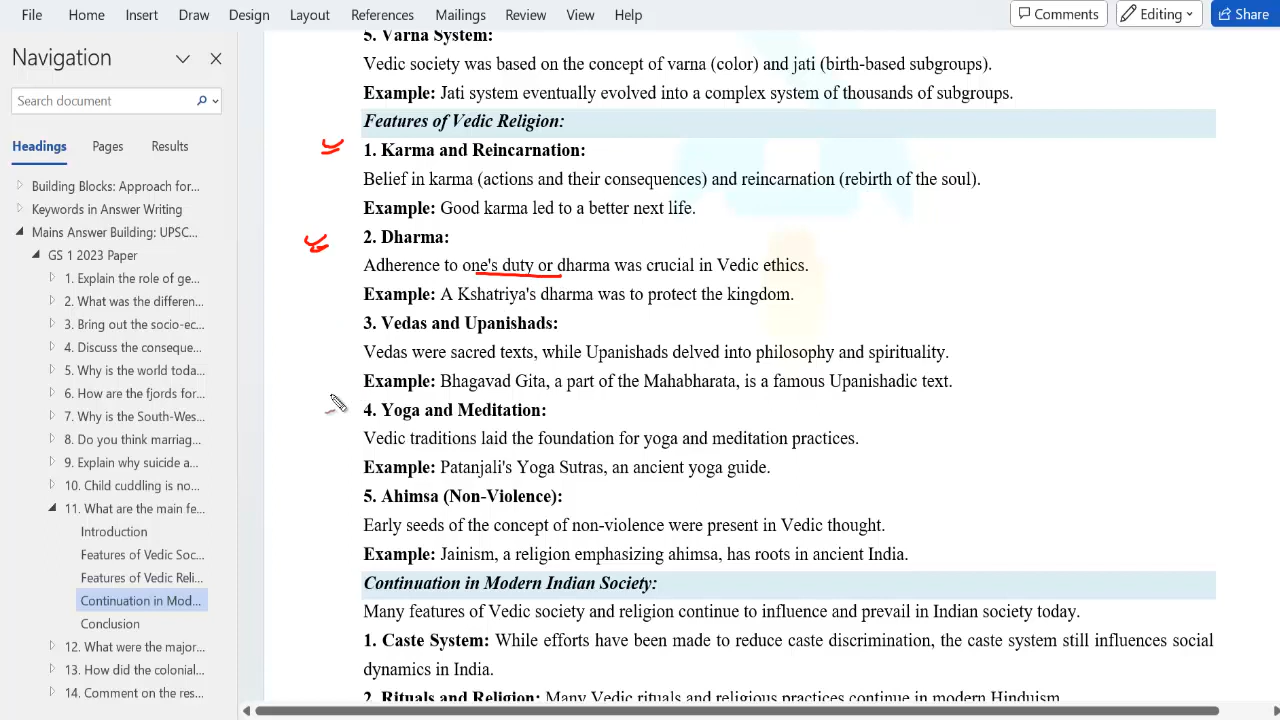 File Home Insert Draw Design Layout References Mailings Review View Help Comments Editing Share
Navigation
Search document
Headings Pages Results
Building Blocks: Approach for...
Keywords in Answer Writing
Mains Answer Building: UPSC...
GS 1 2023 Paper
1. Explain the role of ge...
2. What was the differen...
3. Bring out the socio-ec...
4. Discuss the conseque...
5. Why is the world toda...
6. How are the fjords for...
7. Why is the South-Wes...
8. Do you think marriag...
9. Explain why suicide a...
10. Child cuddling is no...
11. What are the main fe...
Introduction
Features of Vedic Soc...
Features of Vedic Reli...
Continuation in Mod...
Conclusion
12. What were the major...
13. How did the colonial...
14. Comment on the res...
5. Varna System:
Vedic society was based on the concept of varna (color) and jati (birth-based subgroups).
Example: Jati system eventually evolved into a complex system of thousands of subgroups.
Features of Vedic Religion:
1. Karma and Reincarnation:
Belief in karma (actions and their consequences) and reincarnation (rebirth of the soul).
Example: Good karma led to a better next life.
2. Dharma:
Adherence to one's duty or dharma was crucial in Vedic ethics.
Example: A Kshatriya's dharma was to protect the kingdom.
3. Vedas and Upanishads:
Vedas were sacred texts, while Upanishads delved into philosophy and spirituality.
Example: Bhagavad Gita, a part of the Mahabharata, is a famous Upanishadic text.
4. Yoga and Meditation:
Vedic traditions laid the foundation for yoga and meditation practices.
Example: Patanjali's Yoga Sutras, an ancient yoga guide.
5. Ahimsa (Non-Violence):
Early seeds of the concept of non-violence were present in Vedic thought.
Example: Jainism, a religion emphasizing ahimsa, has roots in ancient India.
Continuation in Modern Indian Society:
Many features of Vedic society and religion continue to influence and prevail in Indian society today.
1. Caste System: While efforts have been made to reduce caste discrimination, the caste system still influences social
dynamics in India.
2. Rituals and Religion: Many Vedic rituals and religious practices continue in modern Hinduism.